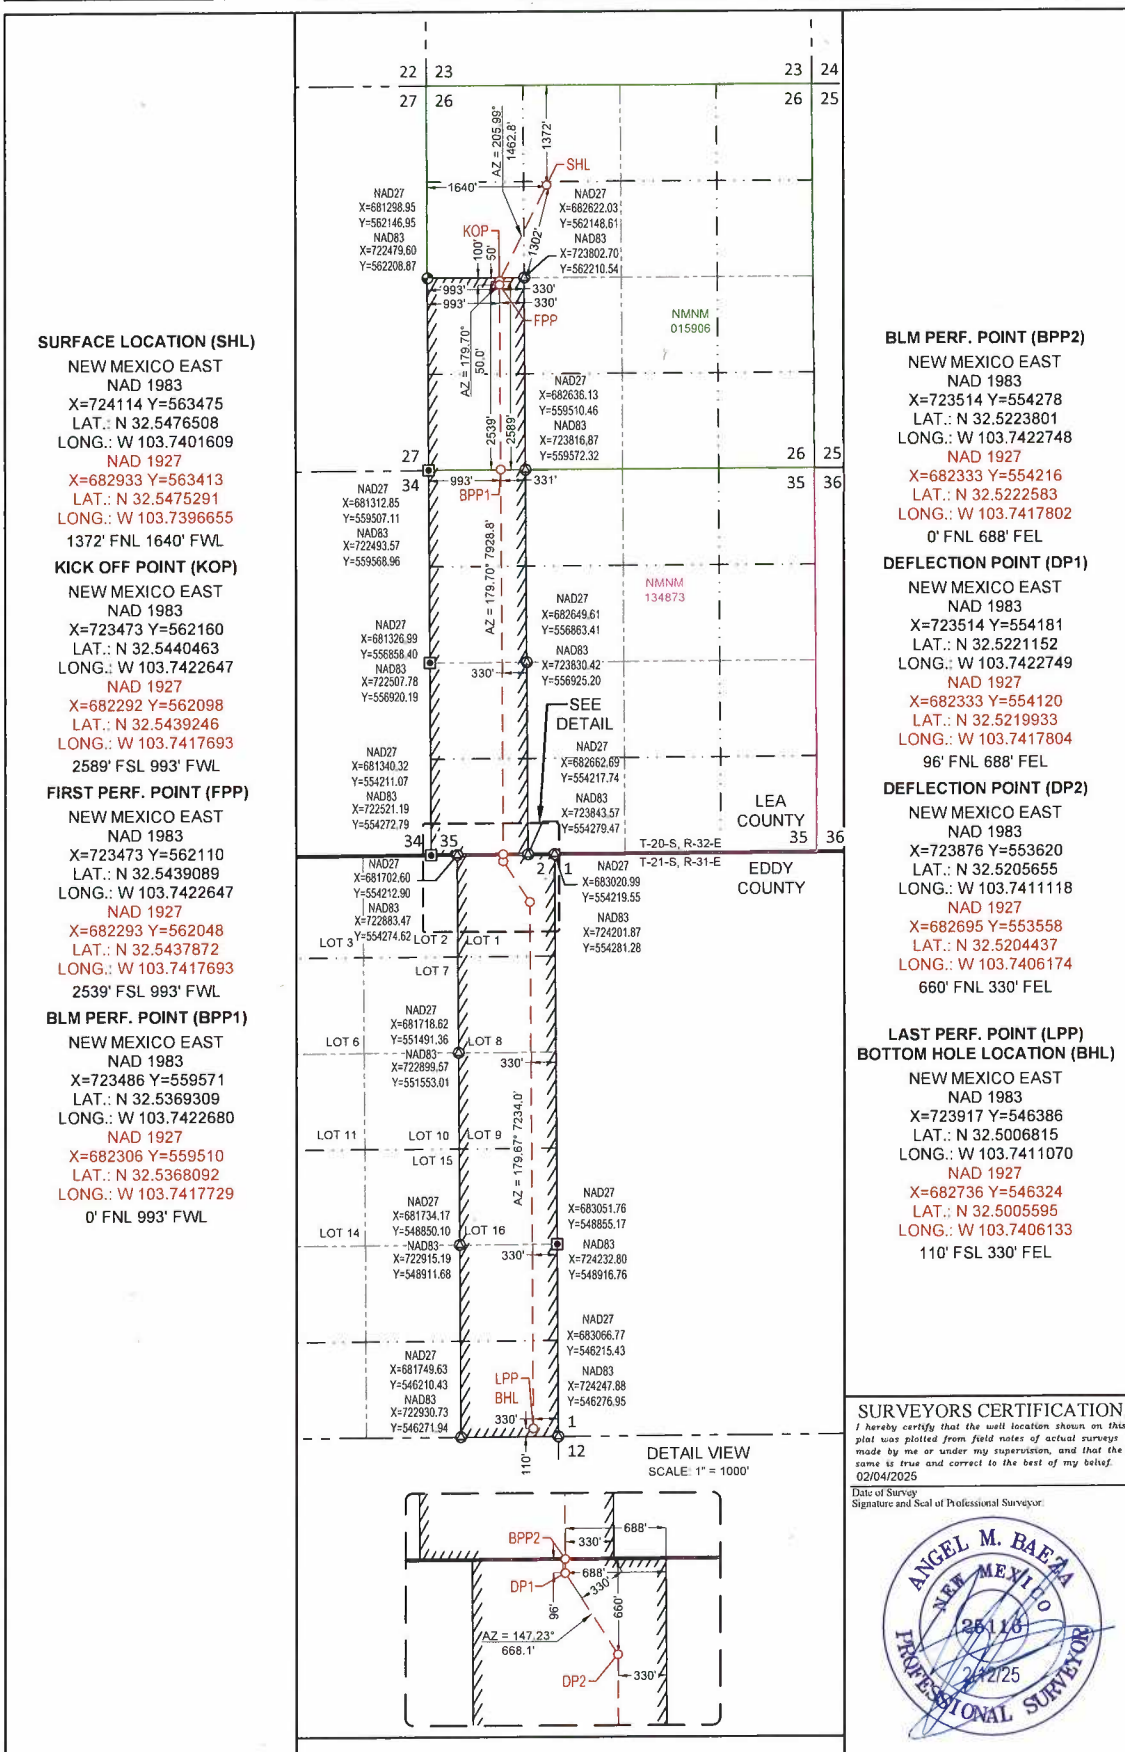 SURFACE LOCATION (SHL)
NEW MEXICO EAST
NAD 1983
X=724114 Y=563475
LAT.: N 32.5476508
LONG.: W 103.7401609
NAD 1927
X=682933 Y=563413
LAT.: N 32.5475291
LONG.: W 103.7396655
1372' FNL 1640' FWL
KICK OFF POINT (KOP)
NEW MEXICO EAST
NAD 1983
X=723473 Y=562160
LAT.: N 32.5440463
LONG.: W 103.7422647
NAD 1927
X=682292 Y=562098
LAT.: N 32.5439246
LONG.: W 103.7417693
2589' FSL 993' FWL
FIRST PERF. POINT (FPP)
NEW MEXICO EAST
NAD 1983
X=723473 Y=562110
LAT.: N 32.5439089
LONG.: W 103.7422647
NAD 1927
X=682293 Y=562048
LAT.: N 32.5437872
LONG.: W 103.7417693
2539' FSL 993' FWL
BLM PERF. POINT (BPP1)
NEW MEXICO EAST
NAD 1983
X=723486 Y=559571
LAT.: N 32.5369309
LONG.: W 103.7422680
NAD 1927
X=682306 Y=559510
LAT.: N 32.5368092
LONG.: W 103.7417729
0' FNL 993' FWL
22 23
23 24
27 26
26 25
AZ = 205.99°
1462.8'
1372'
SHL
1640'
NAD27
X=681298.95
Y=562146.95
NAD83
X=722479.60
Y=562208.87
NAD27
X=682622.03
Y=562148.61
NAD83
X=723802.70
Y=562210.54
KOP
100'
50'
1302'
993' 330'
993' 330'
FPP
NMNM
015906
AZ = 179.70°
50.0'
2539'
2589'
NAD27
X=682636.13
Y=559510.46
NAD83
X=723816.87
Y=559572.32
27
34
26 25
35 36
993' 331'
BPP1
NAD27
X=681312.85
Y=559507.11
NAD83
X=722493.57
Y=559568.96
AZ = 179.70° 7928.8'
NMNM
134873
NAD27
X=681326.99
Y=556858.40
NAD83
X=722507.78
Y=556920.19
NAD27
X=682649.61
Y=556863.41
NAD83
X=723830.42
Y=556925.20
330'
SEE
DETAIL
NAD27
X=681340.32
Y=554211.07
NAD83
X=722521.19
Y=554272.79
NAD27
X=682662.69
Y=554217.74
NAD83
X=723843.57
Y=554279.47
LEA
COUNTY
34 35
35 36
T-20-S, R-32-E
T-21-S, R-31-E
EDDY
COUNTY
2 1
NAD27
X=681702.60
Y=554212.90
NAD83
X=722883.47
Y=554274.62
NAD27
X=683020.99
Y=554219.55
NAD83
X=724201.87
Y=554281.28
LOT 3
LOT 2
LOT 1
LOT 7
NAD27
X=681718.62
Y=551491.36
NAD83
X=722899.57
Y=551553.01
LOT 6
LOT 8
330'
AZ = 179.67° 7234.0'
LOT 11
LOT 10
LOT 9
LOT 15
NAD27
X=681734.17
Y=548850.10
NAD83
X=722915.19
Y=548911.68
LOT 14
LOT 16
NAD27
X=683051.76
Y=548855.17
NAD83
X=724232.80
Y=548916.76
330'
NAD27
X=681749.63
Y=546210.43
NAD83
X=722930.73
Y=546271.94
NAD27
X=683066.77
Y=546215.43
NAD83
X=724247.88
Y=546276.95
LPP
BHL
330'
1
12
110'
DETAIL VIEW
SCALE: 1" = 1000'
688'
330'
BPP2
DP1
688'
330'
96'
660'
AZ = 147.23°
668.1'
DP2
330'
BLM PERF. POINT (BPP2)
NEW MEXICO EAST
NAD 1983
X=723514 Y=554278
LAT.: N 32.5223801
LONG.: W 103.7422748
NAD 1927
X=682333 Y=554216
LAT.: N 32.5222583
LONG.: W 103.7417802
0' FNL 688' FEL
DEFLECTION POINT (DP1)
NEW MEXICO EAST
NAD 1983
X=723514 Y=554181
LAT.: N 32.5221152
LONG.: W 103.7422749
NAD 1927
X=682333 Y=554120
LAT.: N 32.5219933
LONG.: W 103.7417804
96' FNL 688' FEL
DEFLECTION POINT (DP2)
NEW MEXICO EAST
NAD 1983
X=723876 Y=553620
LAT.: N 32.5205655
LONG.: W 103.7411118
NAD 1927
X=682695 Y=553558
LAT.: N 32.5204437
LONG.: W 103.7406174
660' FNL 330' FEL
LAST PERF. POINT (LPP)
BOTTOM HOLE LOCATION (BHL)
NEW MEXICO EAST
NAD 1983
X=723917 Y=546386
LAT.: N 32.5006815
LONG.: W 103.7411070
NAD 1927
X=682736 Y=546324
LAT.: N 32.5005595
LONG.: W 103.7406133
110' FSL 330' FEL
SURVEYORS CERTIFICATION
I hereby certify that the well location shown on this
plat was plotted from field notes of actual surveys
made by me or under my supervision, and that the
same is true and correct to the best of my belief.
02/04/2025
Date of Survey
Signature and Seal of Professional Surveyor:
ANGEL M. BAEZA
NEW MEXICO
25116
2/12/25
PROFESSIONAL SURVEYOR